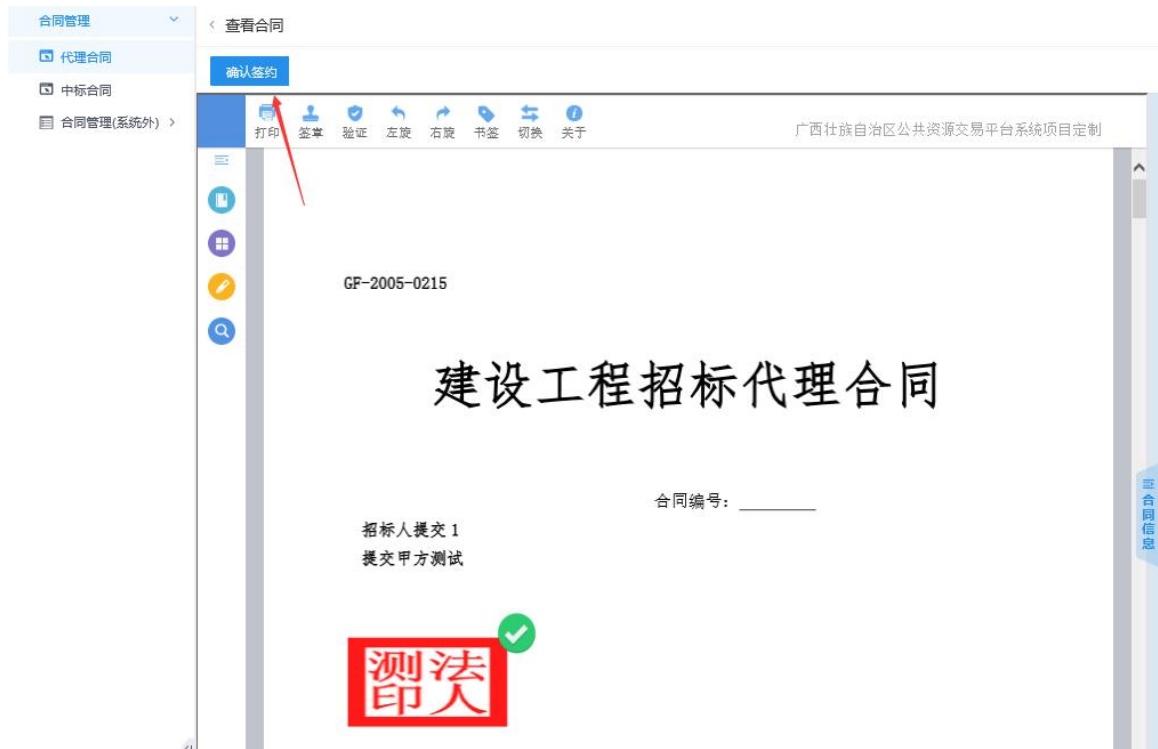 合同管理
代理合同
中标合同
合同管理(系统外)
查看合同
确认签约
打印 签章 验证 左旋 右旋 书签 切换 关于
广西壮族自治区公共资源交易平台系统项目定制
GF-2005-0215
建设工程招标代理合同
合同编号：
招标人提交1
提交甲方测试
测法
印人
合同信息